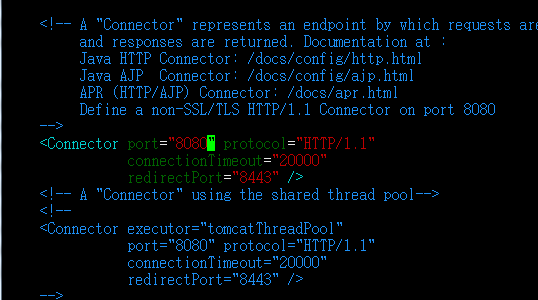 <!-- A "Connector" represents an endpoint by which requests are
and responses are returned. Documentation at :
Java HTTP Connector: /docs/config/http.html
Java AJP  Connector: /docs/config/ajp.html
APR (HTTP/AJP) Connector: /docs/apr.html
Define a non-SSL/TLS HTTP/1.1 Connector on port 8080
-->
<Connector port="8080" protocol="HTTP/1.1"
connectionTimeout="20000"
redirectPort="8443" />
<!-- A "Connector" using the shared thread pool-->
<!--
<Connector executor="tomcatThreadPool"
port="8080" protocol="HTTP/1.1"
connectionTimeout="20000"
redirectPort="8443" />
-->